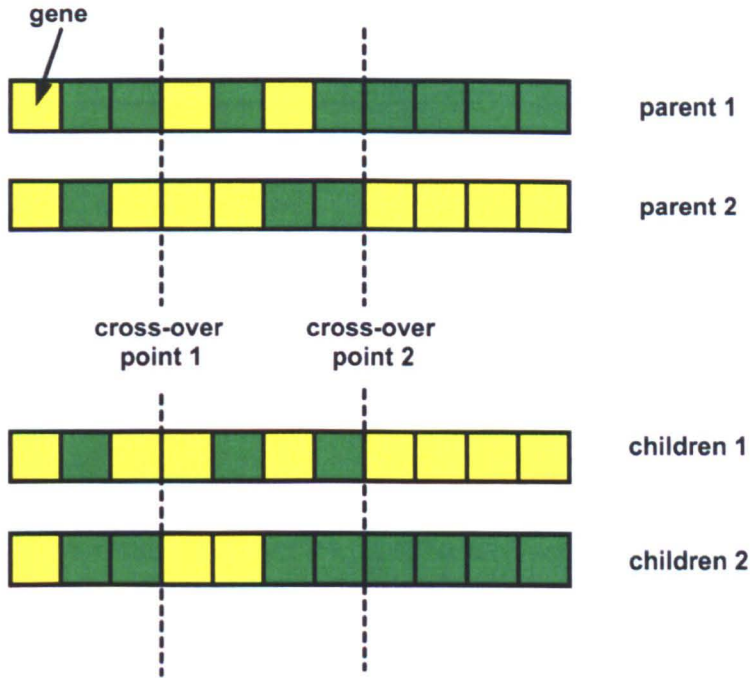 gene
parent 1
parent 2
cross-over
point 1
cross-over
point 2
children 1
children 2